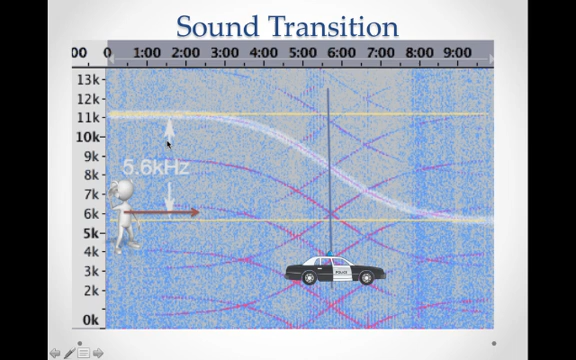 Sound Transition
00 0 1:00 2:00 3:00 4:00 5:00 6:00 7:00 8:00 9:00
13k
12k
11k
10k
9k
8k
5.6kHz
7k
6k
5k
4k
3k
POLICE
2k
0k